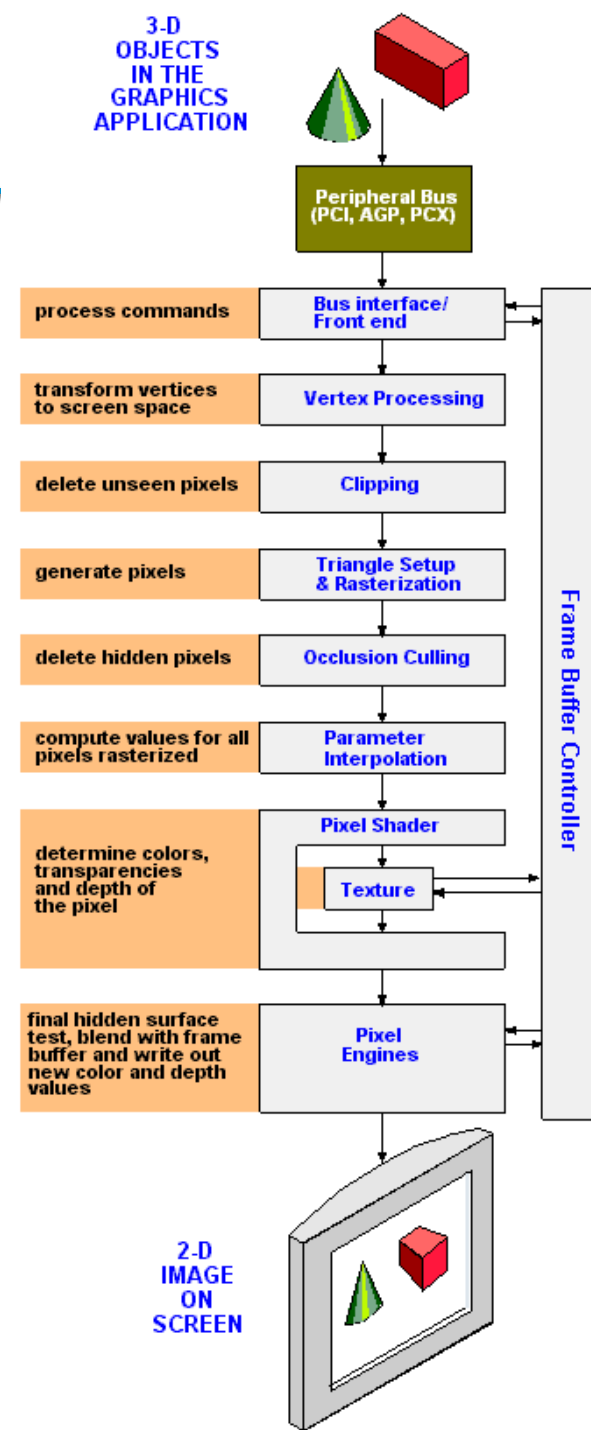 3-D
OBJECTS
IN THE
GRAPHICS
APPLICATION
Peripheral Bus
(PCI, AGP, PCX)
process commands
Bus interface/
Front end
transform vertices
to screen space
Vertex Processing
delete unseen pixels
Clipping
generate pixels
Triangle Setup
& Rasterization
delete hidden pixels
Occlusion Culling
compute values for all
pixels rasterized
Parameter
Interpolation
Pixel Shader
determine colors,
transparencies
and depth of
the pixel
Texture
final hidden surface
test, blend with frame
buffer and write out
new color and depth
values
Pixel
Engines
Frame Buffer Controller
2-D
IMAGE
ON
SCREEN